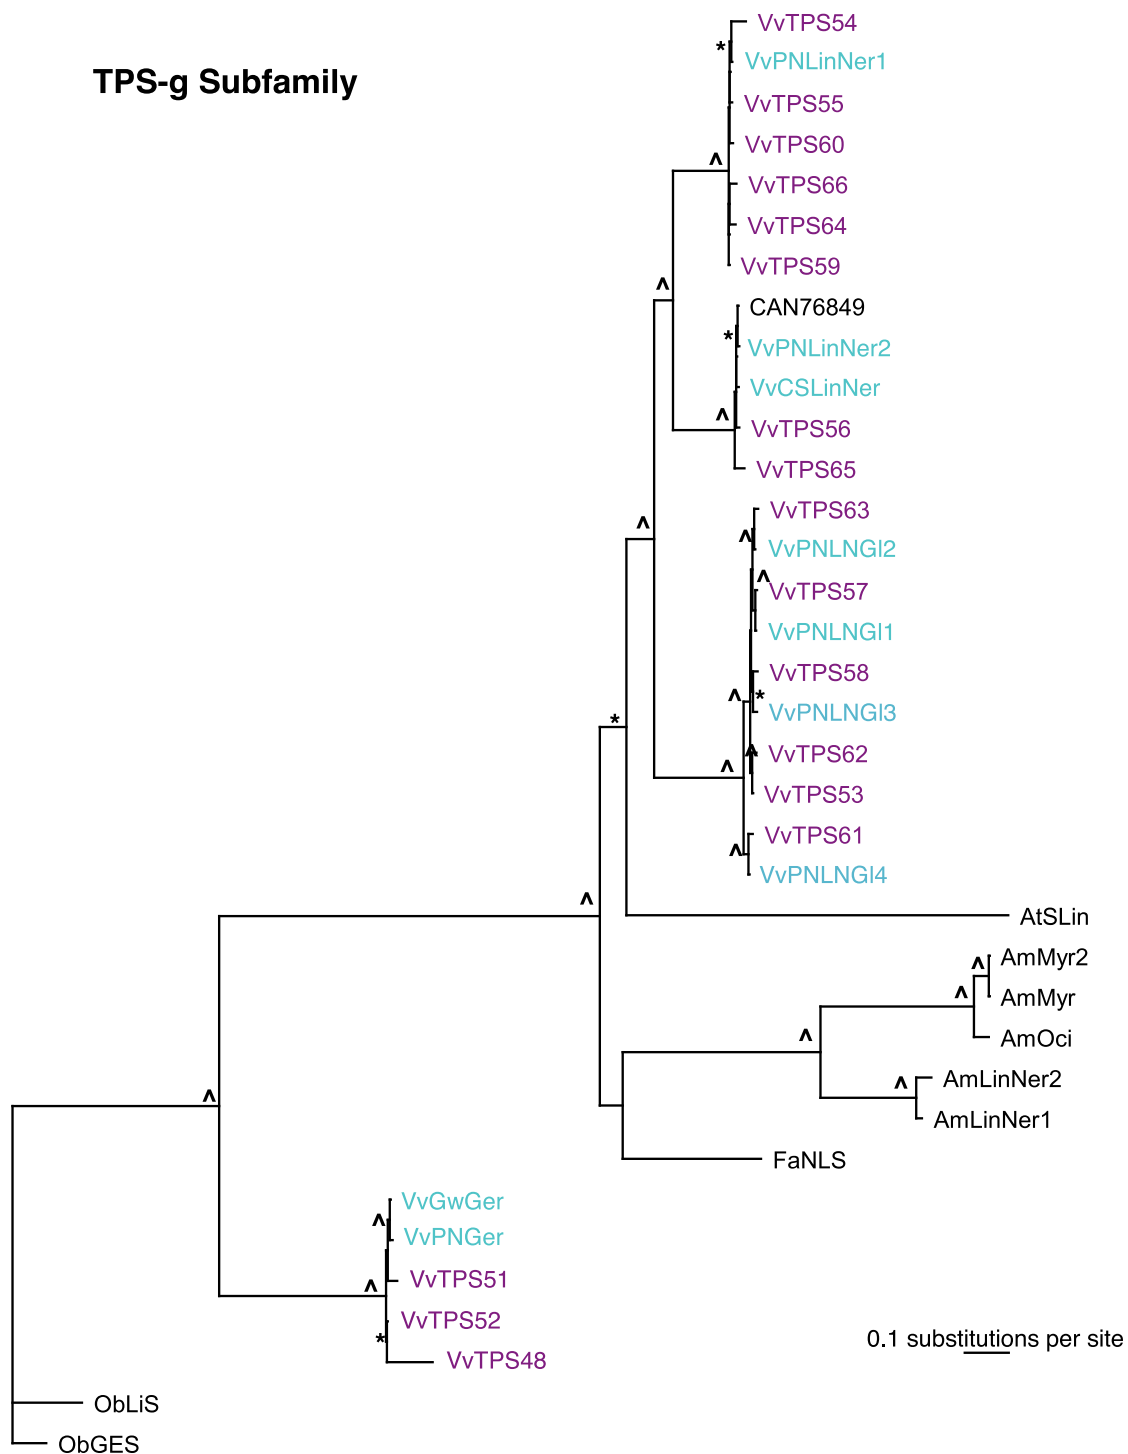 TPS-g Subfamily
VvTPS54
*
VvPNLinNer1
VvTPS55
VvTPS60
^
VvTPS66
VvTPS64
VvTPS59
^
CAN76849
*
VvPNLinNer2
VvCSLinNer
^
VvTPS56
VvTPS65
VvTPS63
^
^
VvPNLNGl2
^
VvTPS57
VvPNLNGl1
VvTPS58
^
*
VvPNLNGl3
*
^
VvTPS62
^
VvTPS53
VvTPS61
^
VvPNLNGl4
^
AtSLin
AmMyr2
^
^
AmMyr
^
AmOci
AmLinNer2
^
^
AmLinNer1
FaNLS
VvGwGer
^
VvPNGer
VvTPS51
^
VvTPS52
*
VvTPS48
0.1 substitutions per site
ObLiS
ObGES